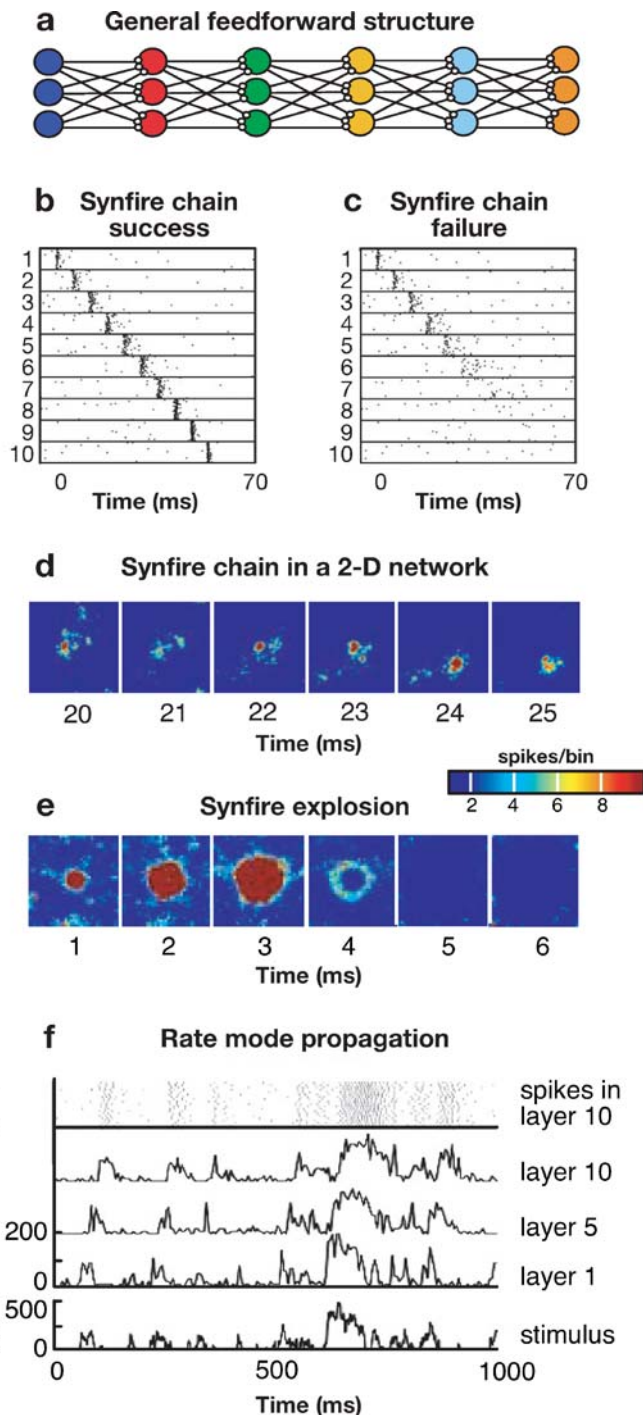 a General feedforward structure
b Synfire chain success
c Synfire chain failure
1
2
3
4
5
6
7
8
9
10
0 70
Time (ms)
1
2
3
4
5
6
7
8
9
10
0 70
Time (ms)
d Synfire chain in a 2-D network
20 21 22 23 24 25
Time (ms)
spikes/bin
2 4 6 8
e Synfire explosion
1 2 3 4 5 6
Time (ms)
f Rate mode propagation
spikes in
layer 10
layer 10
layer 5
200
0
layer 1
500
0
stimulus
0 500 1000
Time (ms)